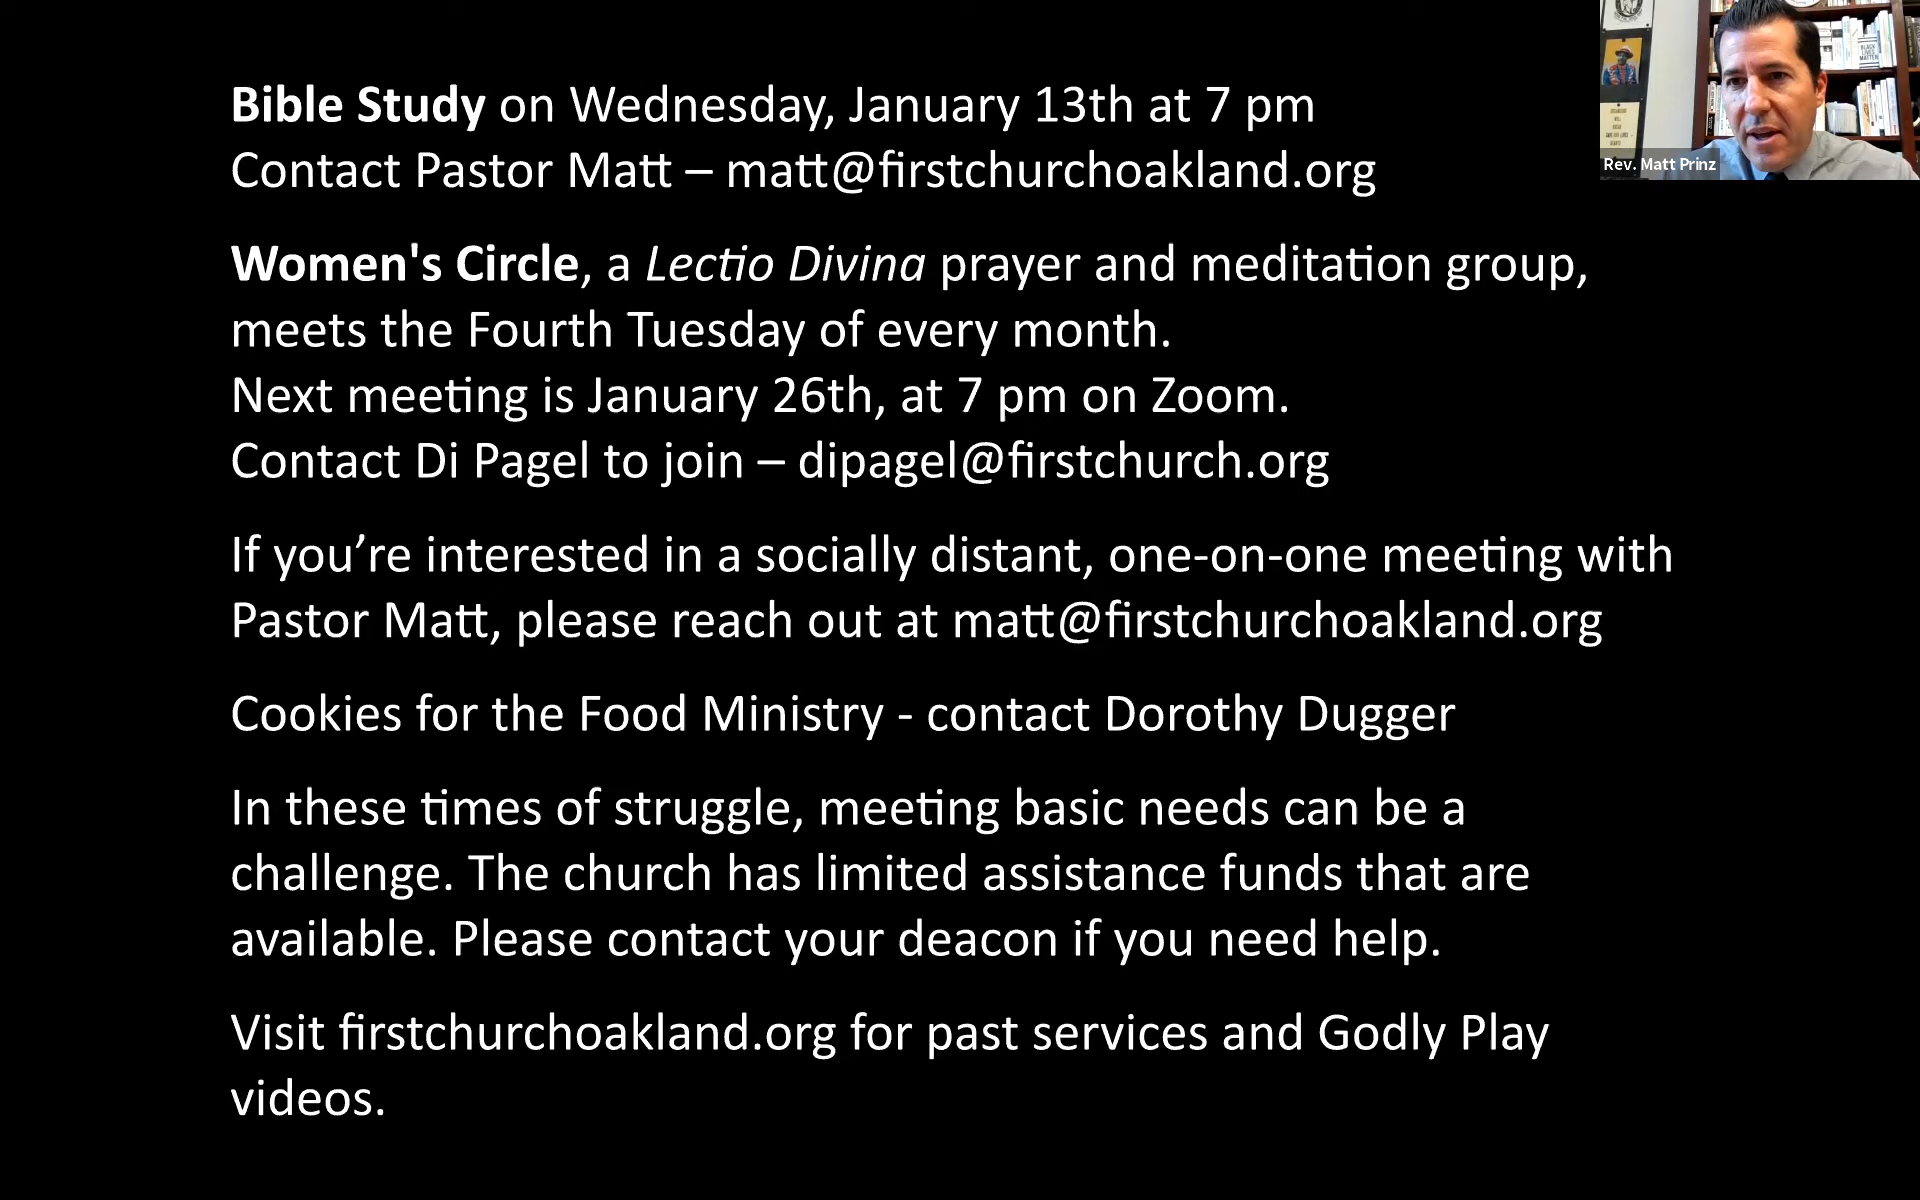 Bible Study on Wednesday, January 13th at 7 pm
Contact Pastor Matt – matt@firstchurchoakland.org
Women's Circle, a Lectio Divina prayer and meditation group,
meets the Fourth Tuesday of every month.
Next meeting is January 26th, at 7 pm on Zoom.
Contact Di Pagel to join – dipagel@firstchurch.org
If you’re interested in a socially distant, one-on-one meeting with
Pastor Matt, please reach out at matt@firstchurchoakland.org
Cookies for the Food Ministry - contact Dorothy Dugger
In these times of struggle, meeting basic needs can be a
challenge. The church has limited assistance funds that are
available. Please contact your deacon if you need help.
Visit firstchurchoakland.org for past services and Godly Play
videos.
BLACK
LIVES
MATTER
Rev. Matt Prinz